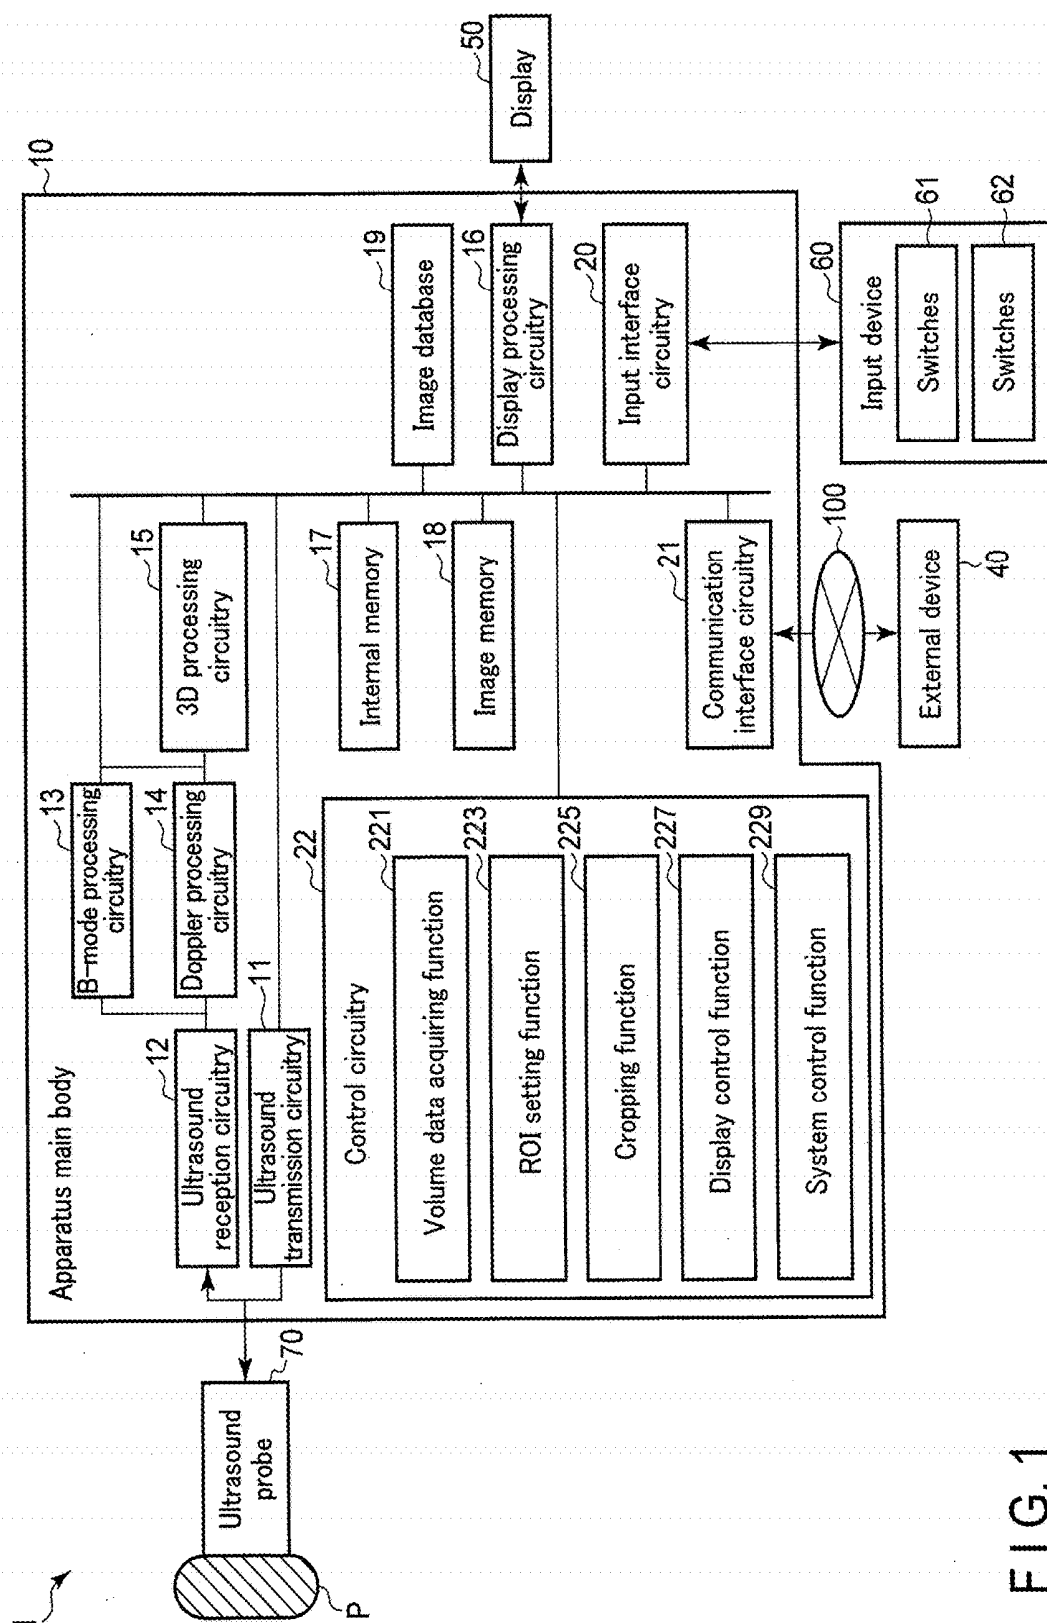 1
P
Ultrasound
probe
70
Apparatus main body
10
12
Ultrasound
reception circuitry
11
Ultrasound
transmission circuitry
13
B-mode processing
circuitry
14
Doppler processing
circuitry
15
3D processing
circuitry
17
Internal memory
18
Image memory
19
Image database
16
Display processing
circuitry
50
Display
20
Input interface
circuitry
21
Communication
interface circuitry
22
Control circuitry
221
Volume data acquiring function
223
ROI setting function
225
Cropping function
227
Display control function
229
System control function
100
External device
40
60
Input device
61
Switches
62
Switches
FIG. 1